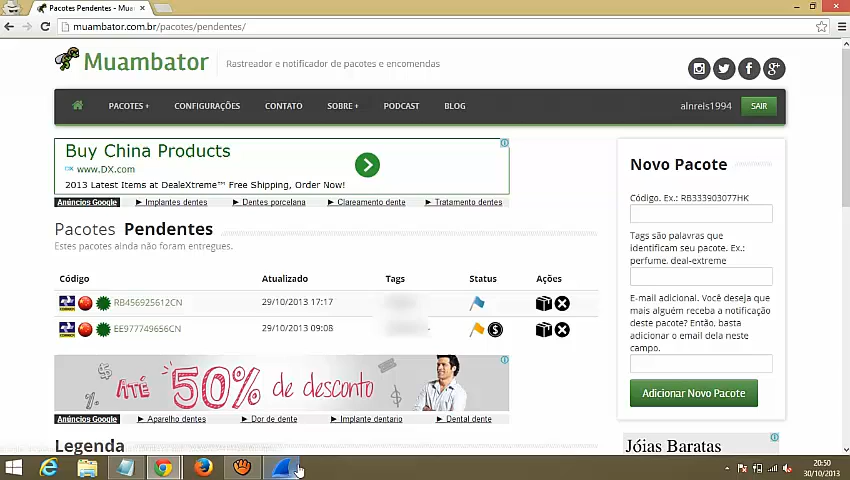 Pacotes Pendentes - Mua
muambator.com.br/pacotes/pendentes/
Muambator
Rastreador e notificador de pacotes e encomendas
PACOTES + CONFIGURAÇÕES CONTATO SOBRE + PODCAST BLOG alnreis1994 SAIR
Buy China Products
www.DX.com
2013 Latest Items at DealeXtreme™ Free Shipping, Order Now!
Anúncios Google ► Implantes dentes ► Dentes porcelana ► Clareamento dente ► Tratamento dentes
Pacotes Pendentes
Estes pacotes ainda não foram entregues.
Código Atualizado Tags Status Ações
RB456925612CN 29/10/2013 17:17
EE977749656CN 29/10/2013 09:08
ATÉ 50% de desconto
Anúncios Google ► Aparelho dentes ► Dor de dente ► Implante dentario ► Dental dente
Legenda
Novo Pacote
Código. Ex.: RB333903077HK
Tags são palavras que
identificam seu pacote. Ex.:
perfume, deal-extreme
E-mail adicional. Você deseja que
mais alguém receba a notificação
deste pacote? Então, basta
adicionar o email dela neste
campo.
Adicionar Novo Pacote
Jóias Baratas
20:50
30/10/2013